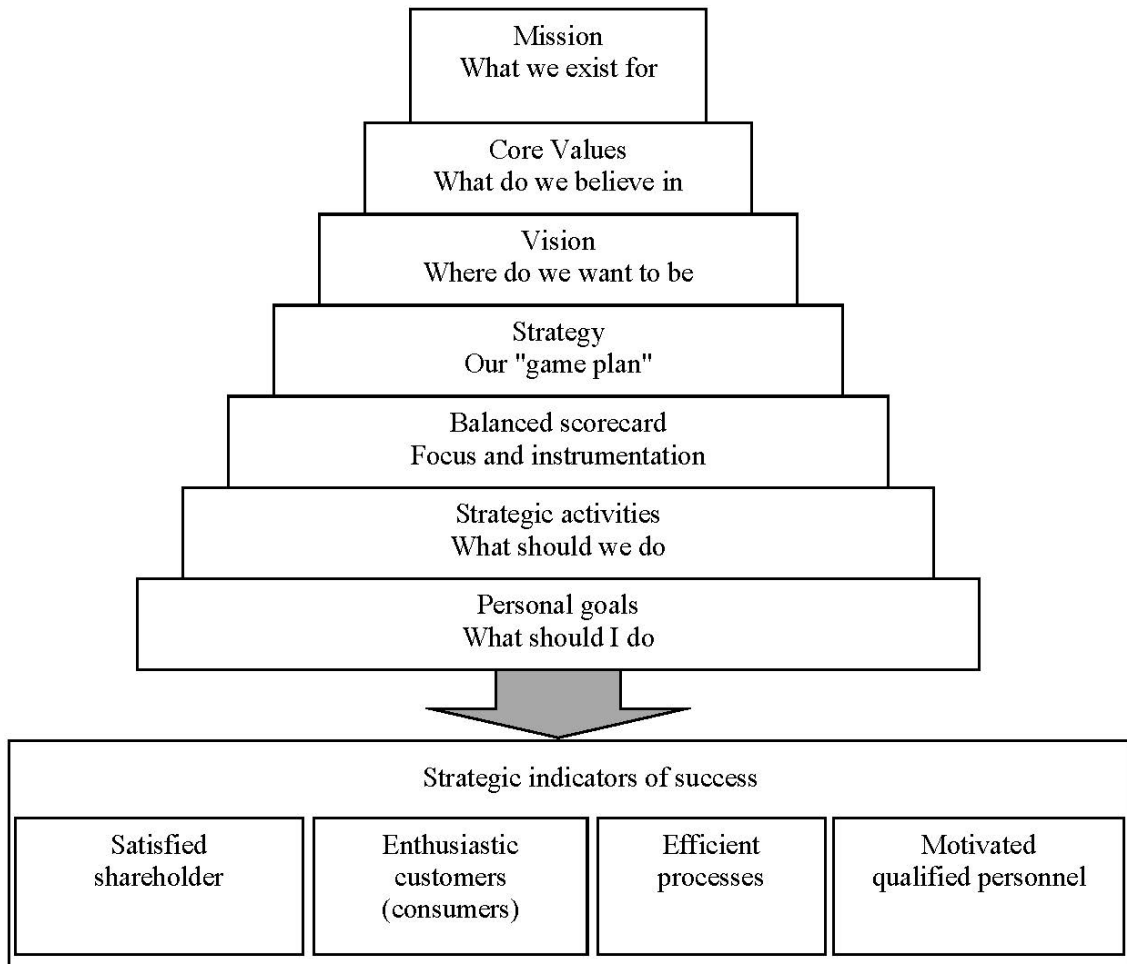 Mission
What we exist for
Core Values
What do we believe in
Vision
Where do we want to be
Strategy
Our "game plan"
Balanced scorecard
Focus and instrumentation
Strategic activities
What should we do
Personal goals
What should I do
Strategic indicators of success
Satisfied
shareholder
Enthusiastic
customers
(consumers)
Efficient
processes
Motivated
qualified personnel